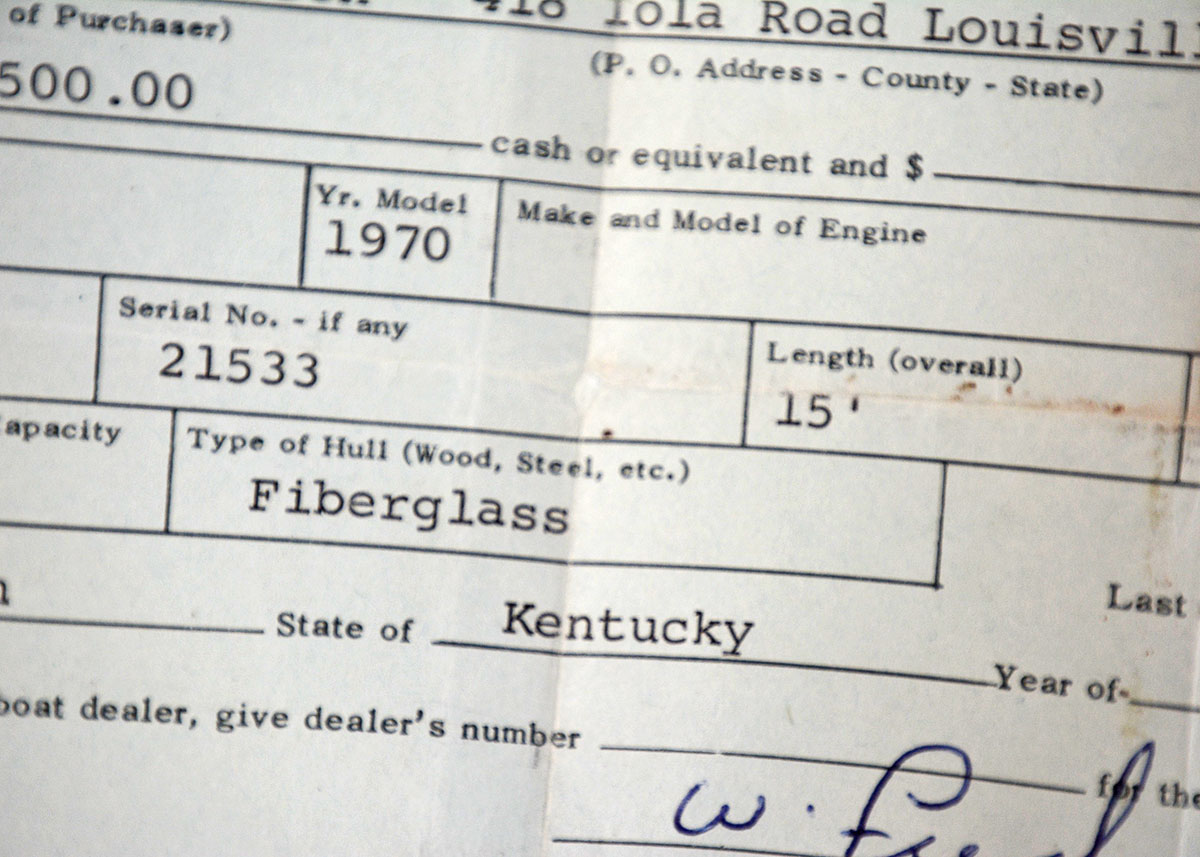 418 Iola Road Louisvill
of Purchaser)
(P. O. Address - County - State)
500.00
cash or equivalent and $
Yr. Model
Make and Model of Engine
1970
Serial No. - if any
Length (overall)
21533
15'
apacity
Type of Hull (Wood, Steel, etc.)
Fiberglass
Last
State of Kentucky
Year of
boat dealer, give dealer's number
for the
W.